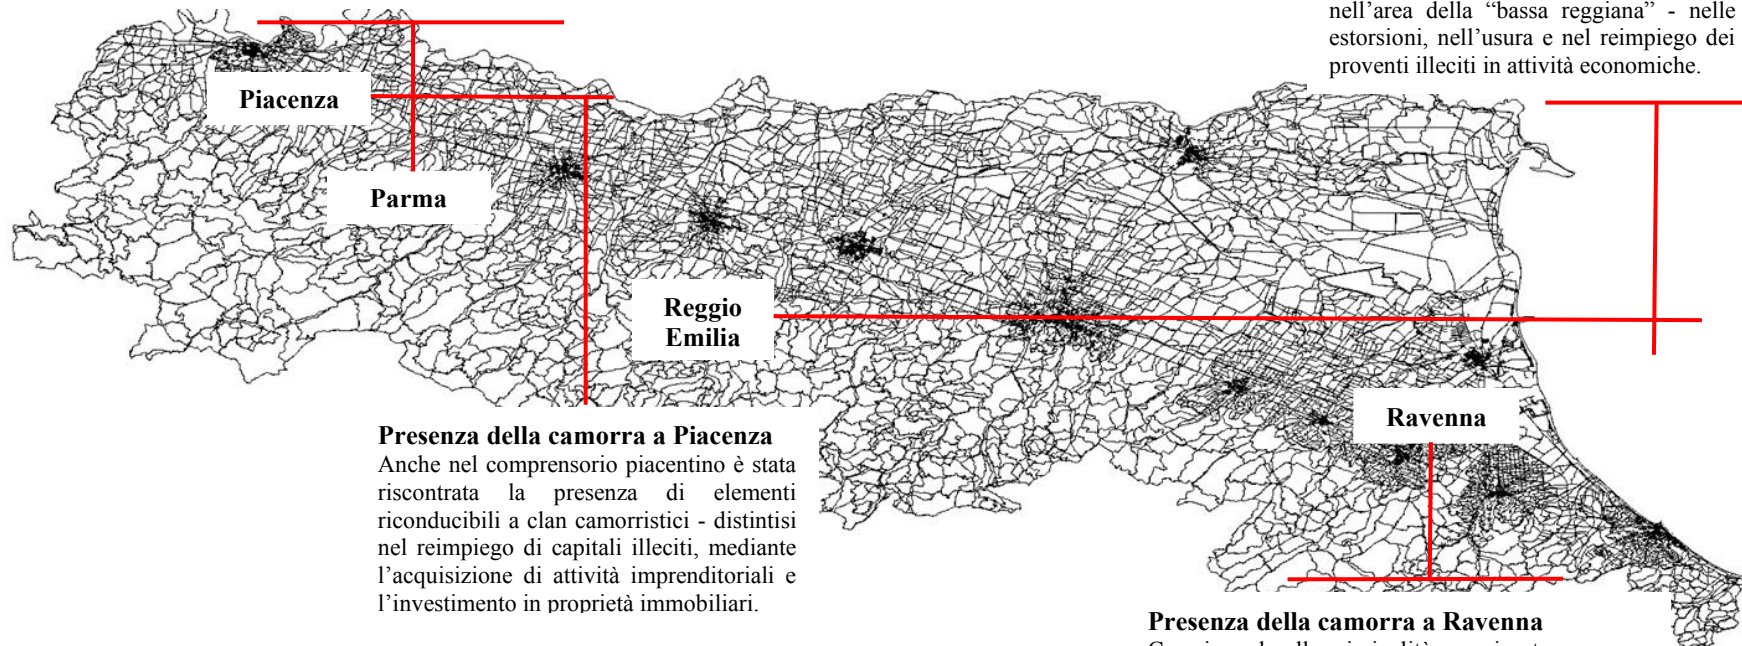 nell'area della “bassa reggiana” - nelle
estorsioni, nell'usura e nel reimpiego dei
proventi illeciti in attività economiche.
Piacenza
Parma
Reggio
Emilia
Ravenna
Presenza della camorra a Piacenza
Anche nel comprensorio piacentino è stata
riscontrata la presenza di elementi
riconducibili a clan camorristici - distintisi
nel reimpiego di capitali illeciti, mediante
l'acquisizione di attività imprenditoriali e
l'investimento in proprietà immobiliari.
Presenza della camorra a Ravenna